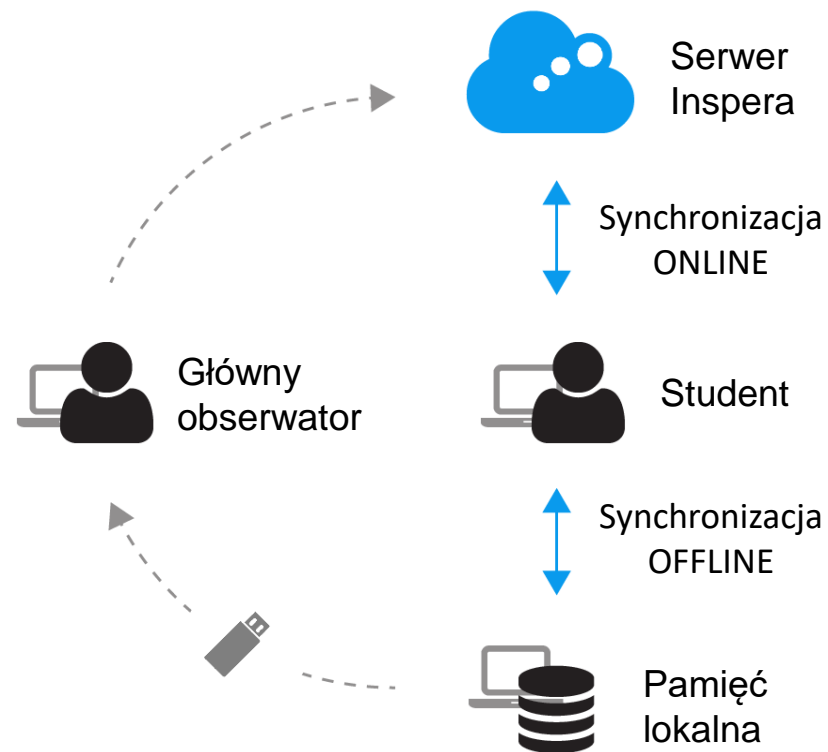 Serwer
Inspera
Synchronizacja
ONLINE
Główny
obserwator
Student
Synchronizacja
OFFLINE
Pamięć
lokalna